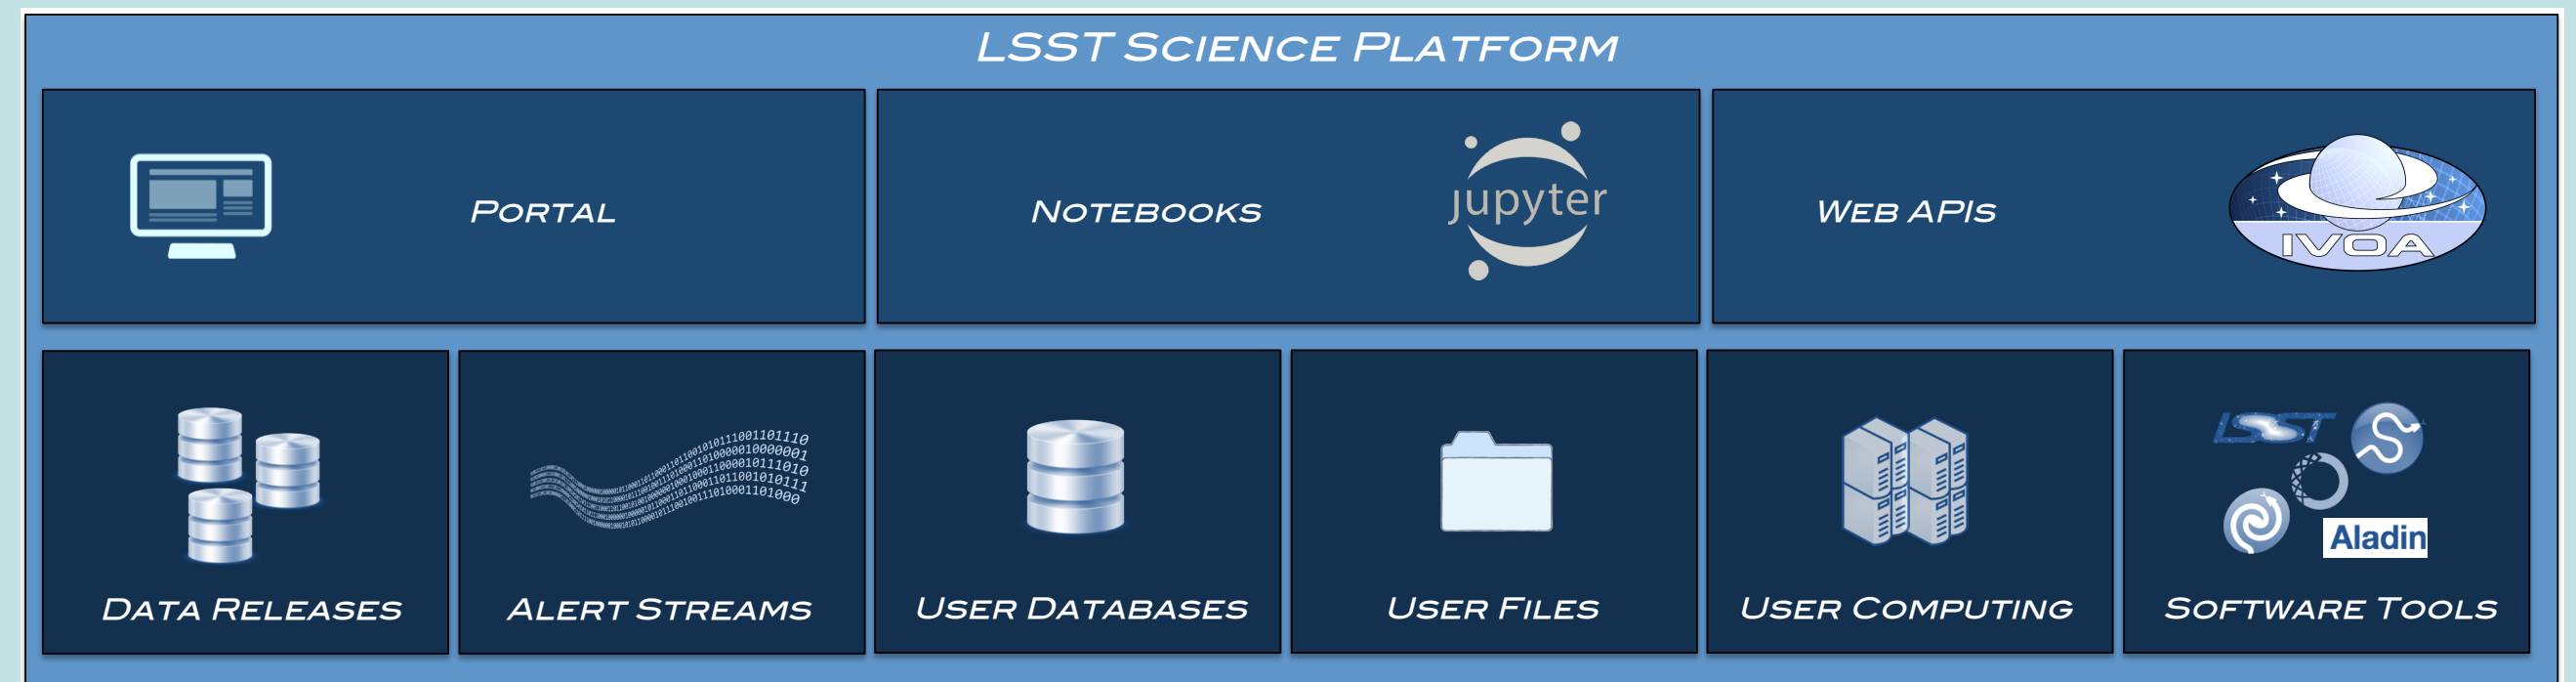 LSST Science Platform
Portal
Notebooks
jupyter
Web APIs
IVOA
LSST
Aladin
Data Releases
Alert Streams
User Databases
User Files
User Computing
Software Tools